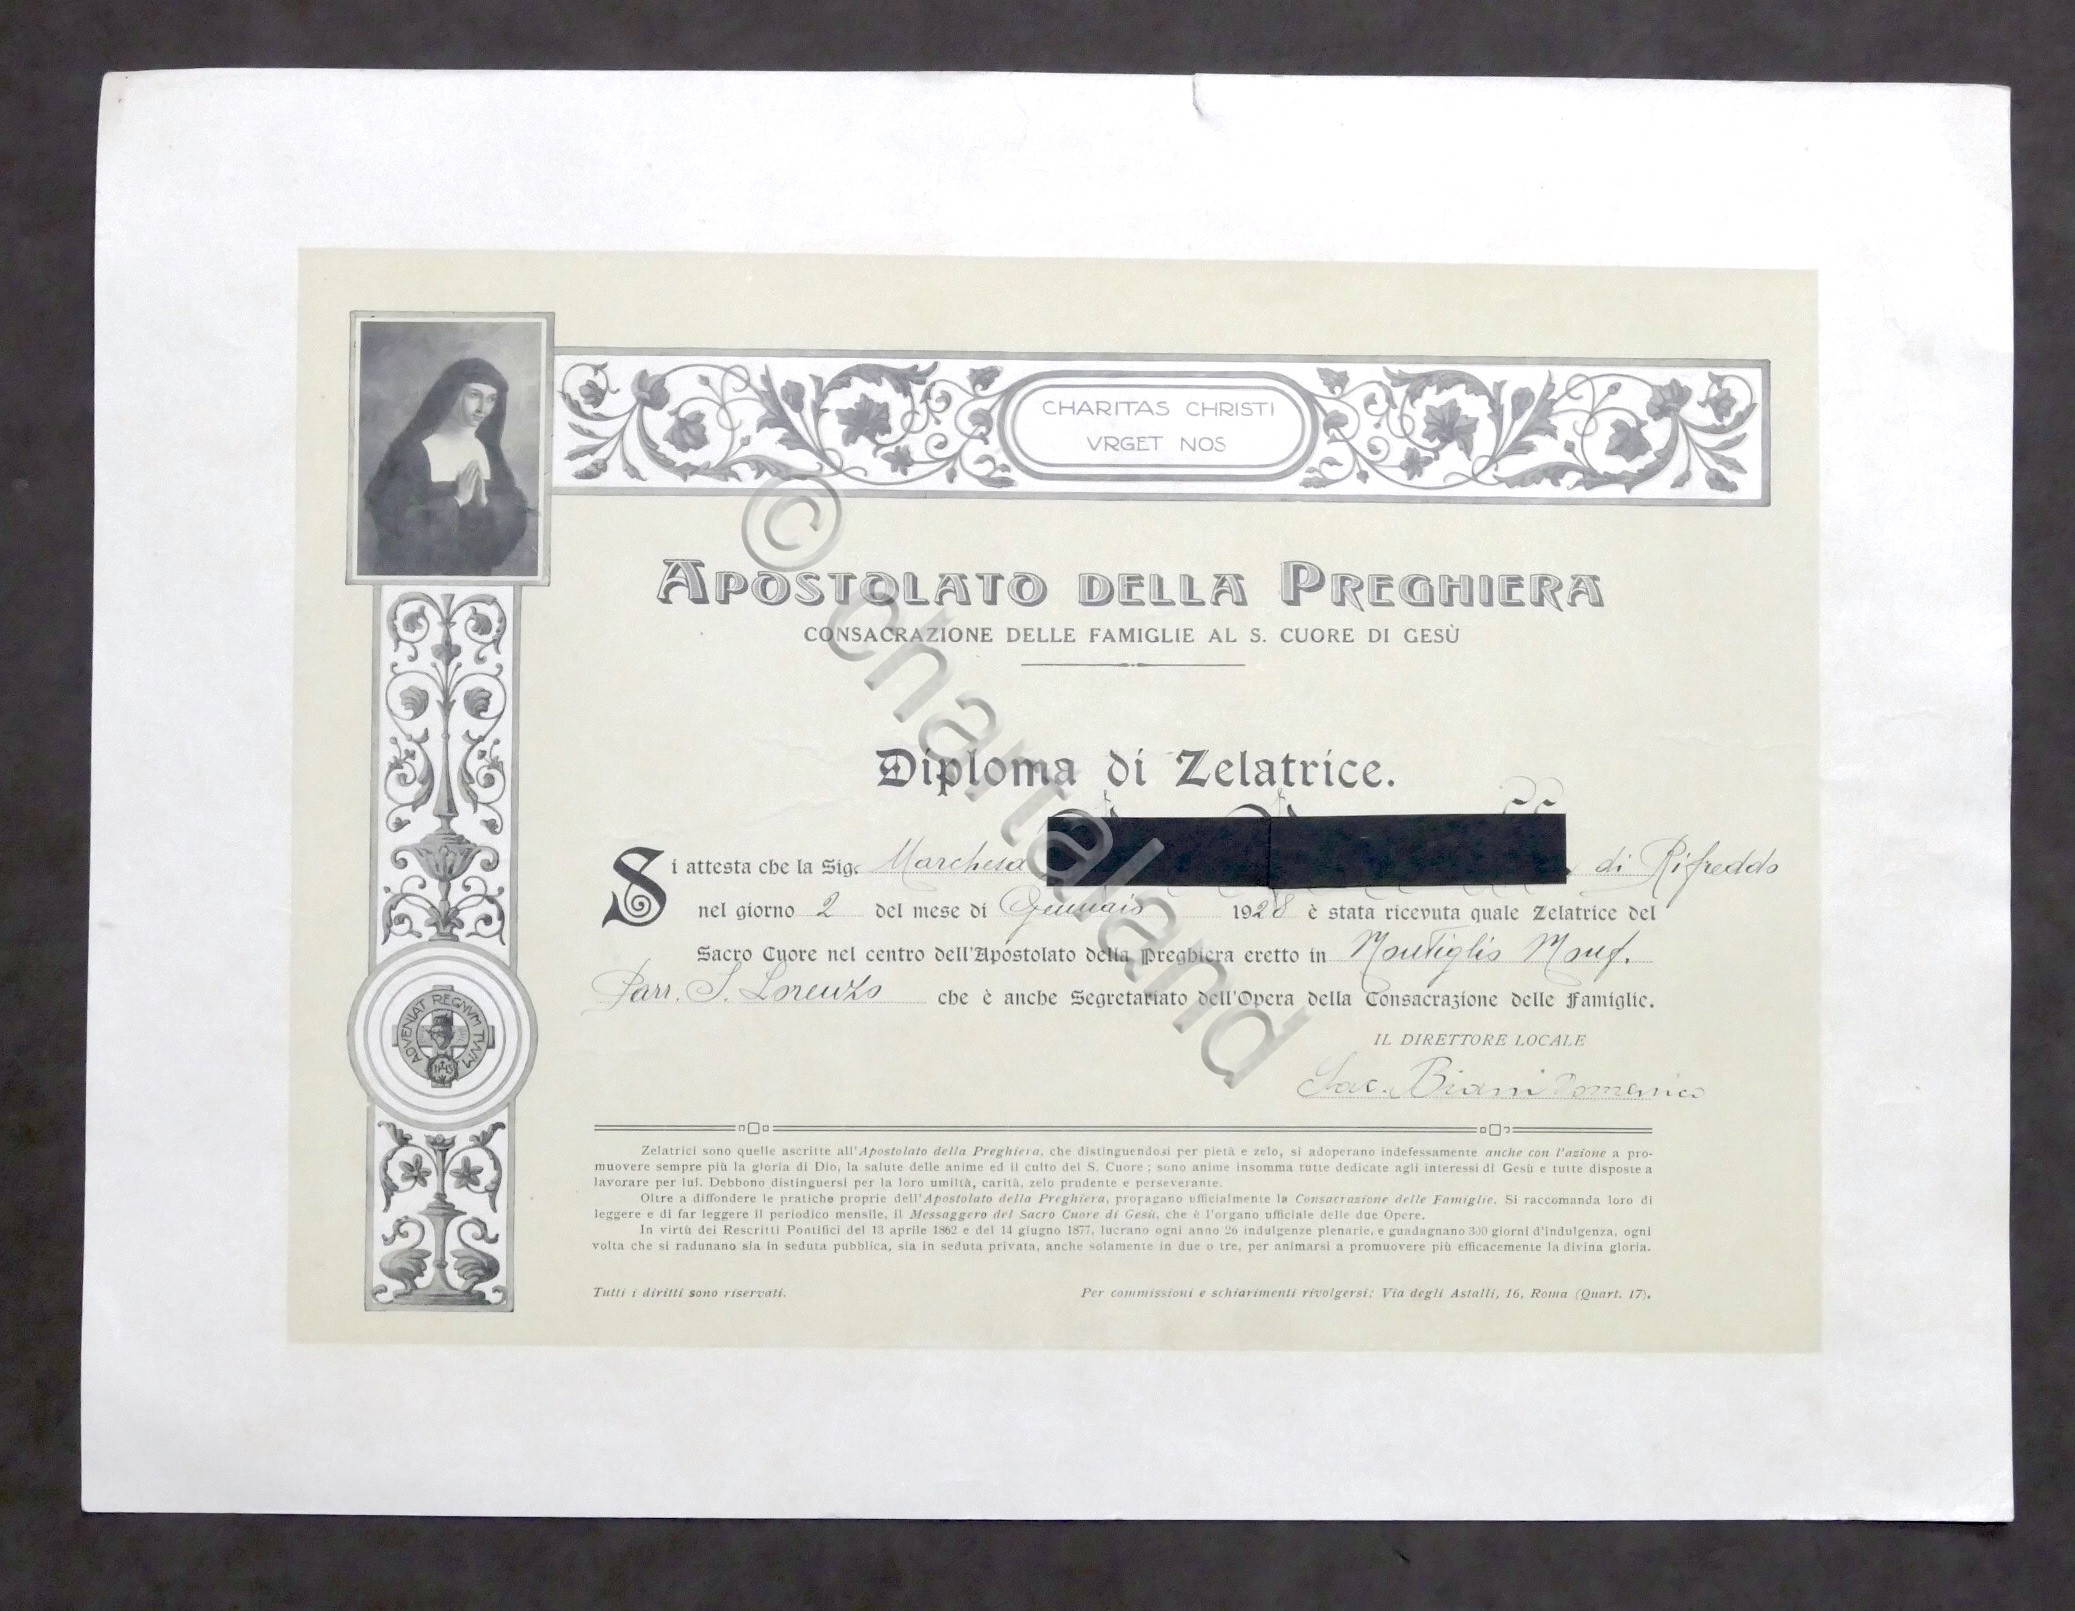 CHARITAS CHRISTI
VRGET NOS
APOSTOLATO DELLA PREGHIERA
CONSACRAZIONE DELLE FAMIGLIE AL S. CUORE DI GESÙ
Diploma di Zelatrice.
Si attesta che la Sig. Marchesa di Rifreddo
nel giorno 2 del mese di Gennaio 1928 è stata ricevuta quale Zelatrice del
Sacro Cuore nel centro dell'Apostolato della Preghiera eretto in Montiglio Monf.
Parr. S. Lorenzo che è anche Segretariato dell'Opera della Consacrazione delle Famiglie.
ADVENIAT REGNVM TVVM
IHS
IL DIRETTORE LOCALE
Sac. Biani Domenico
Zelatrici sono quelle ascritte all'Apostolato della Preghiera, che distinguendosi per pietà e zelo, si adoperano indefessamente anche con l'azione a pro-
muovere sempre più la gloria di Dio, la salute delle anime ed il culto del S. Cuore; sono anime insomma tutte dedicate agli interessi di Gesù e tutte disposte a
lavorare per lui. Debbono distinguersi per la loro umiltà, carità, zelo prudente e perseverante.
Oltre a diffondere le pratiche proprie dell'Apostolato della Preghiera, propagano ufficialmente la Consacrazione delle Famiglie. Si raccomanda loro di
leggere e di far leggere il periodico mensile, il Messaggero del Sacro Cuore di Gesù, che è l'organo ufficiale delle due Opere.
In virtù dei Rescritti Pontifici del 13 aprile 1862 e del 14 giugno 1877, lucrano ogni anno 26 indulgenze plenarie, e guadagnano 300 giorni d'indulgenza, ogni
volta che si radunano sia in seduta pubblica, sia in seduta privata, anche solamente in due o tre, per animarsi a promuovere più efficacemente la divina gloria.
Tutti i diritti sono riservati. Per commissioni e schiarimenti rivolgersi: Via degli Astalli, 16, Roma (Quart. 17).
© chartaland